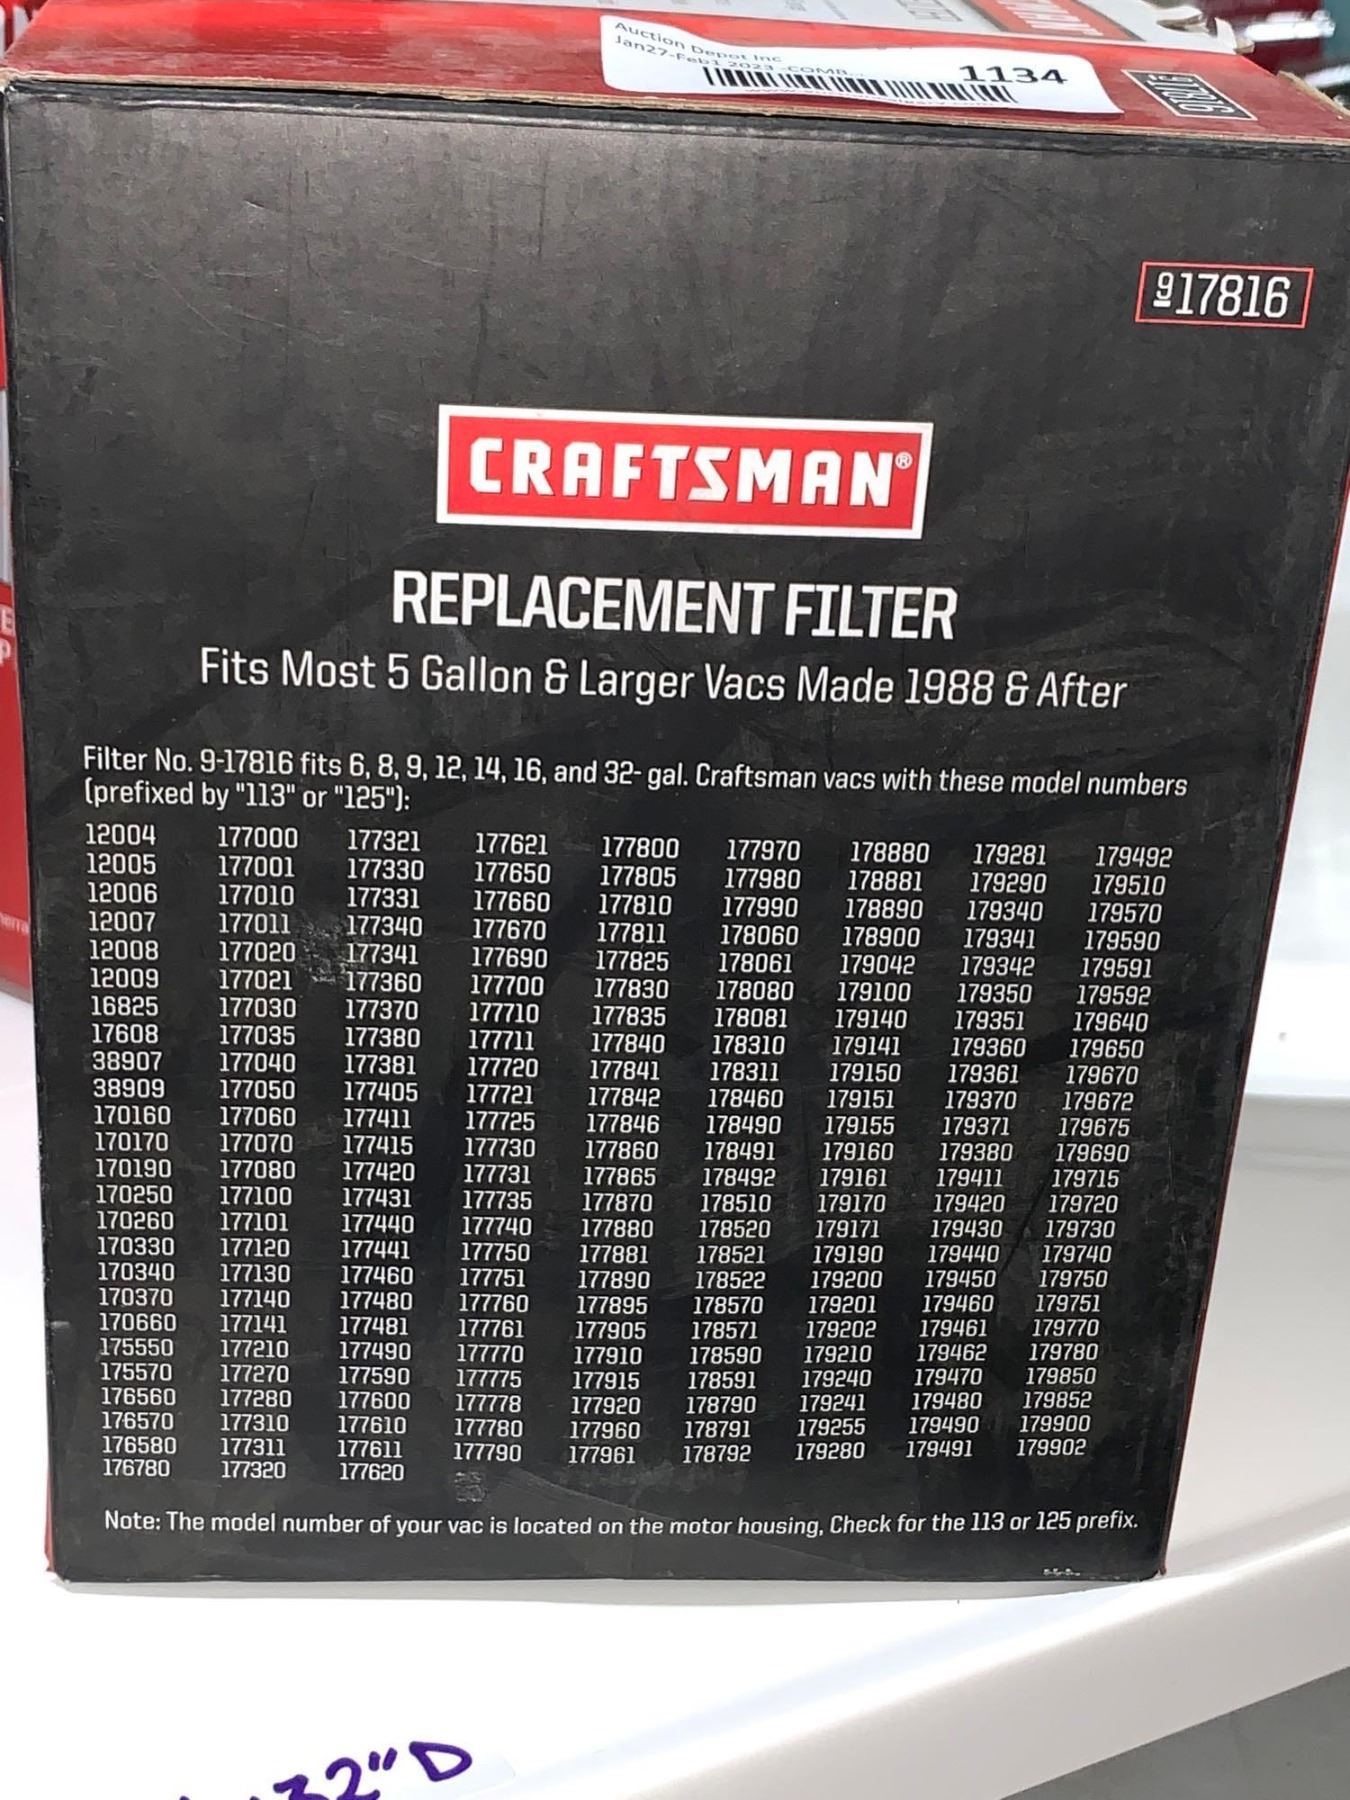 Auction Depot Inc
Jan27-Feb1 2023 -COMB...
1134
917816
CRAFTSMAN®
REPLACEMENT FILTER
Fits Most 5 Gallon & Larger Vacs Made 1988 & After
Filter No. 9-17816 fits 6, 8, 9, 12, 14, 16, and 32- gal. Craftsman vacs with these model numbers
(prefixed by "113" or "125"):
12004 177000 177321 177621 177800 177970 178880 179281 179492
12005 177001 177330 177650 177805 177980 178881 179290 179510
12006 177010 177331 177660 177810 177990 178890 179340 179570
12007 177011 177340 177670 177811 178060 178900 179341 179590
12008 177020 177341 177690 177825 178061 179042 179342 179591
12009 177021 177360 177700 177830 178080 179100 179350 179592
16825 177030 177370 177710 177835 178081 179140 179351 179640
17608 177035 177380 177711 177840 178310 179141 179360 179650
38907 177040 177381 177720 177841 178311 179150 179361 179670
38909 177050 177405 177721 177842 178460 179151 179370 179672
170160 177060 177411 177725 177846 178490 179155 179371 179675
170170 177070 177415 177730 177860 178491 179160 179380 179690
170190 177080 177420 177731 177865 178492 179161 179411 179715
170250 177100 177431 177735 177870 178510 179170 179420 179720
170260 177101 177440 177740 177880 178520 179171 179430 179730
170330 177120 177441 177750 177881 178521 179190 179440 179740
170340 177130 177460 177751 177890 178522 179200 179450 179750
170370 177140 177480 177760 177895 178570 179201 179460 179751
170660 177141 177481 177761 177905 178571 179202 179461 179770
175550 177210 177490 177770 177910 178590 179210 179462 179780
175570 177270 177590 177775 177915 178591 179240 179470 179850
176560 177280 177600 177778 177920 178790 179241 179480 179852
176570 177310 177610 177780 177960 178791 179255 179490 179900
176580 177311 177611 177790 177961 178792 179280 179491 179902
176780 177320 177620
Note: The model number of your vac is located on the motor housing, Check for the 113 or 125 prefix.
32"D